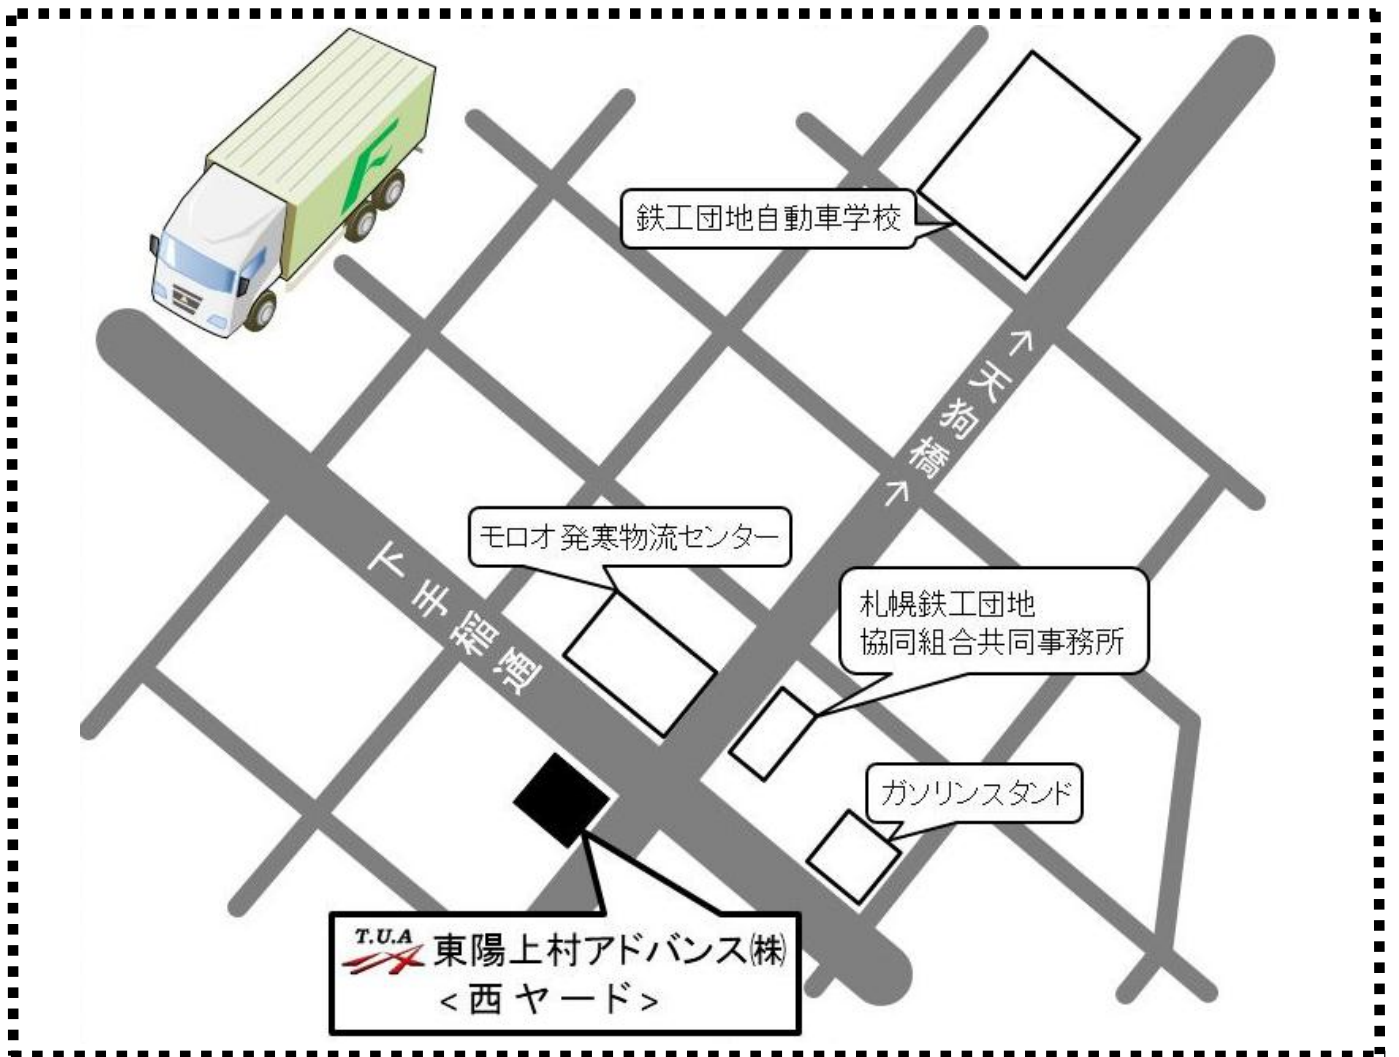 鉄工団地自動車学校
↑天狗橋↑
モロオ発寒物流センター
下手稲通
札幌鉄工団地
協同組合共同事務所
ガソリンスタンド
T.U.A 東陽上村アドバンス㈱
<西ヤード>
F